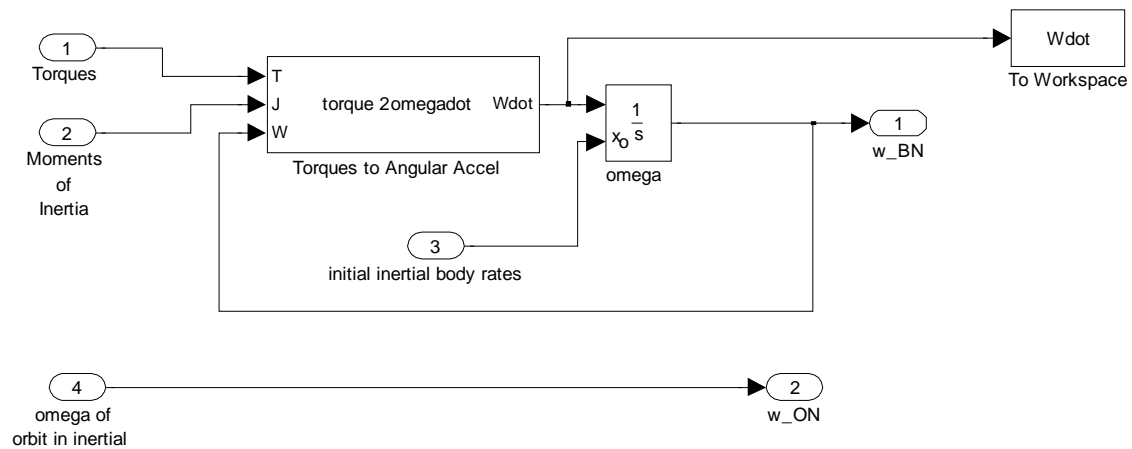 1
Torques
2
Moments
of
Inertia
T
J
W
torque 2omegadot
Wdot
Torques to Angular Accel
1
s
xo
omega
Wdot
To Workspace
1
w_BN
3
initial inertial body rates
4
omega of
orbit in inertial
2
w_ON